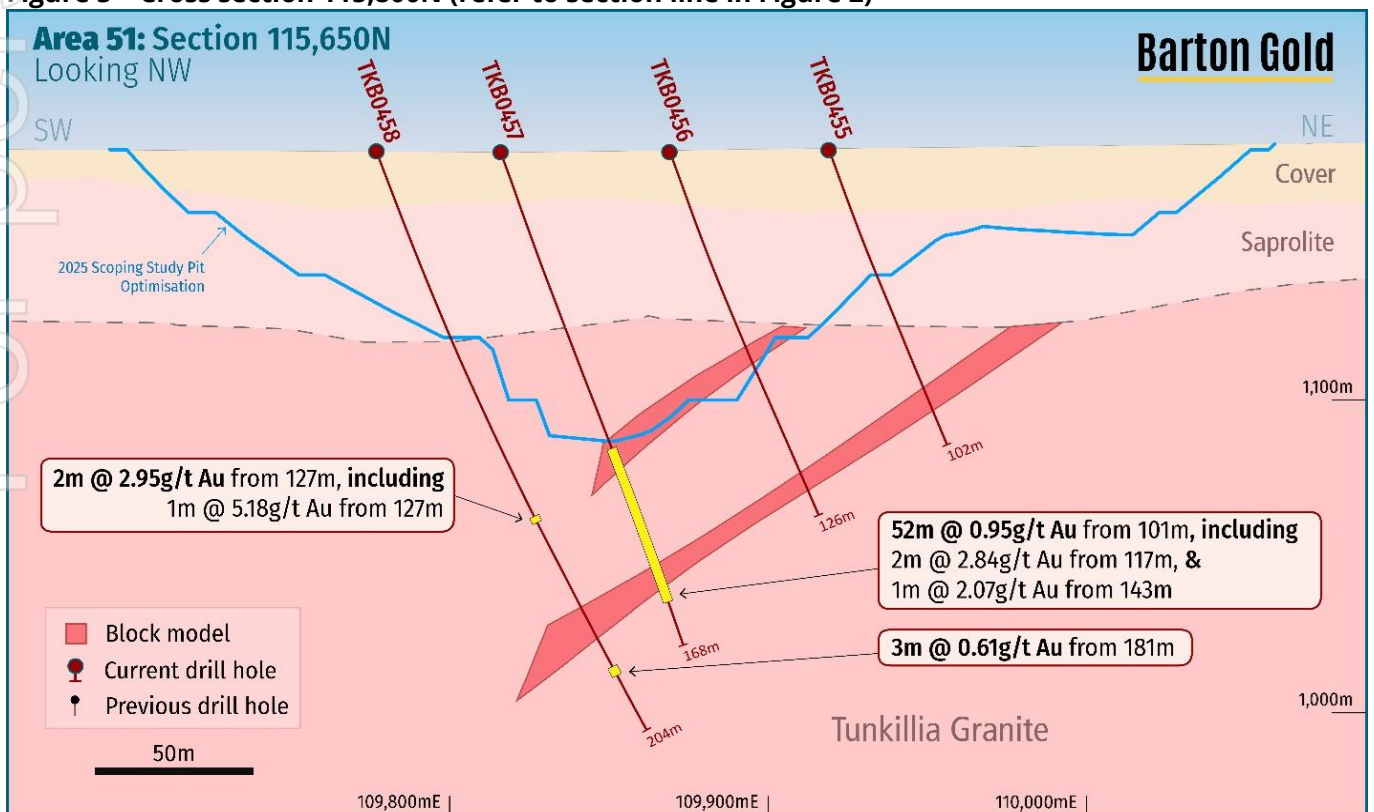 Area 51: Section 115,650N
Looking NW
Barton Gold
SW
NE
TKB0458
TKB0457
TKB0456
TKB0455
Cover
Saprolite
2025 Scoping Study Pit
Optimisation
1,100m
102m
126m
2m @ 2.95g/t Au from 127m, including
1m @ 5.18g/t Au from 127m
52m @ 0.95g/t Au from 101m, including
2m @ 2.84g/t Au from 117m, &
1m @ 2.07g/t Au from 143m
168m
3m @ 0.61g/t Au from 181m
204m
1,000m
Tunkillia Granite
Block model
Current drill hole
Previous drill hole
50m
109,800mE
109,900mE
110,000mE